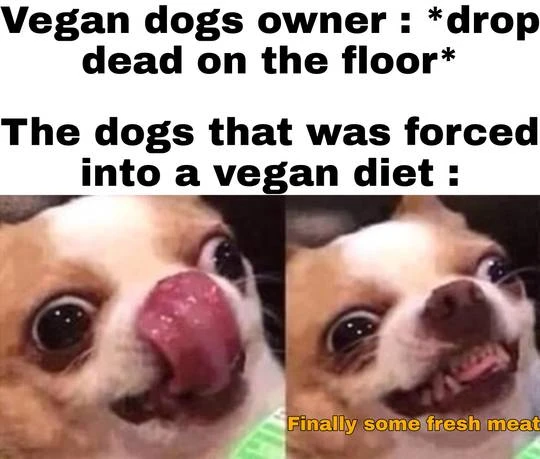 Vegan dogs owner : *drop
dead on the floor*
The dogs that was forced
into a vegan diet :
Finally some fresh meat